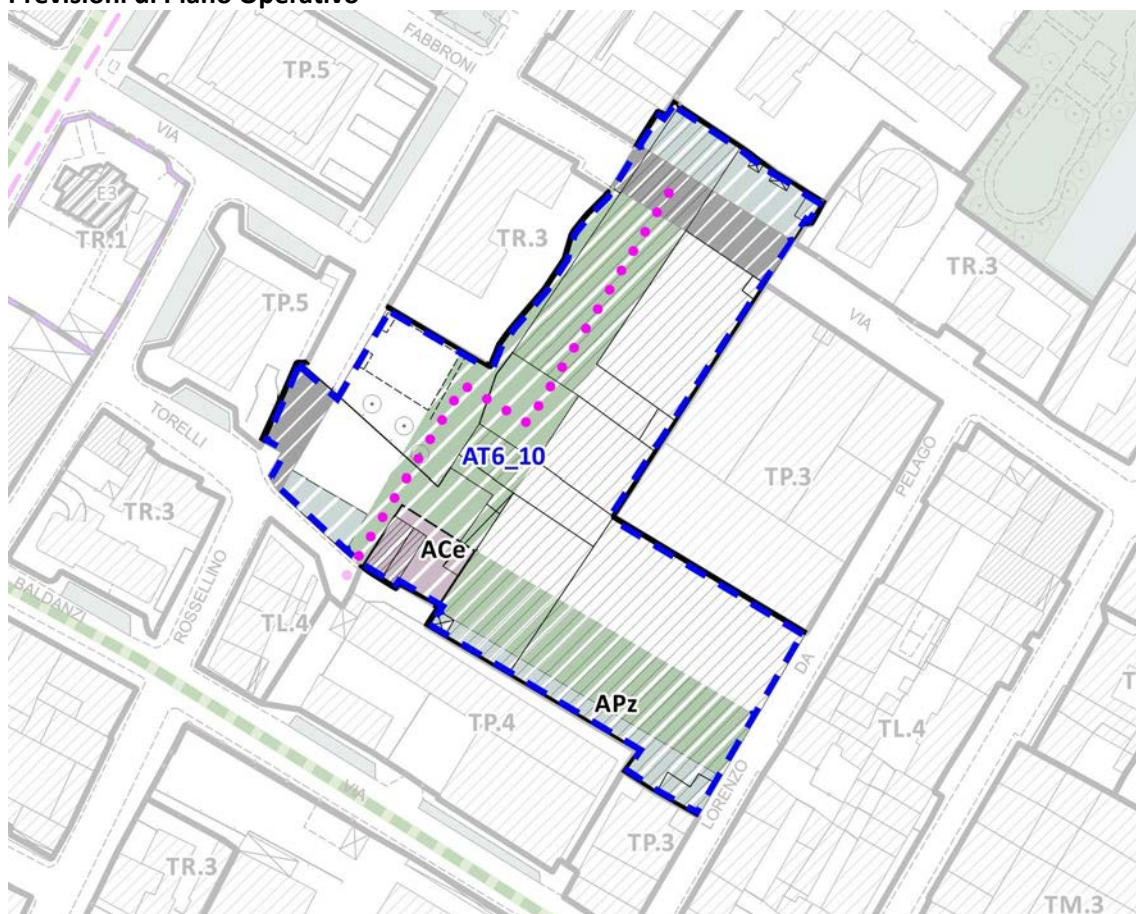 Previsioni di Piano Operativo
FABBRONI
TP.5
VIA
E3
TR.1
TR.3
TR.3
TP.5
VIA
TORELLI
AT6_10
PELAGO
TP.3
TR.3
ACe
ROSSELLINO
BALDANZI
TL.4
DA
APz
TP.4
TL.4
VIA
LORENZO
TP.3
TR.3
TM.3